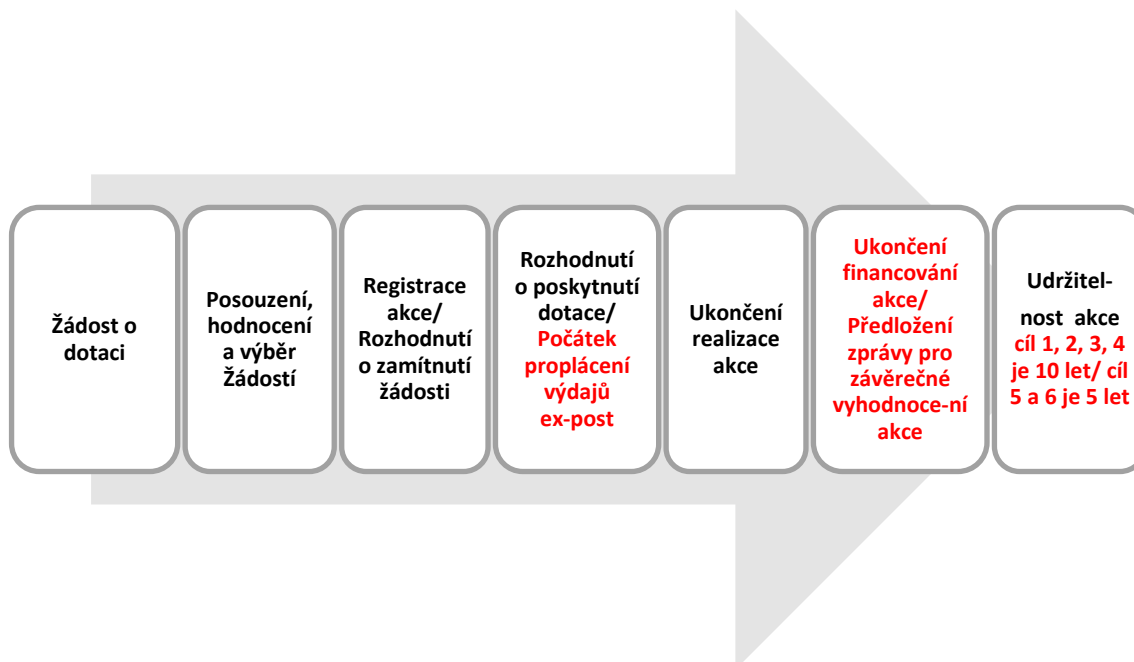 Žádost o
dotaci
Posouzení,
hodnocení
a výběr
Žádostí
Registrace
akce/
Rozhodnutí
o zamítnutí
žádosti
Rozhodnutí
o poskytnutí
dotace/
Počátek
proplácení
výdajů
ex-post
Ukončení
realizace
akce
Ukončení
financování
akce/
Předložení
zprávy pro
závěrečné
vyhodnoce-ní
akce
Udržitel-
nost akce
cíl 1, 2, 3, 4
je 10 let/ cíl
5 a 6 je 5 let